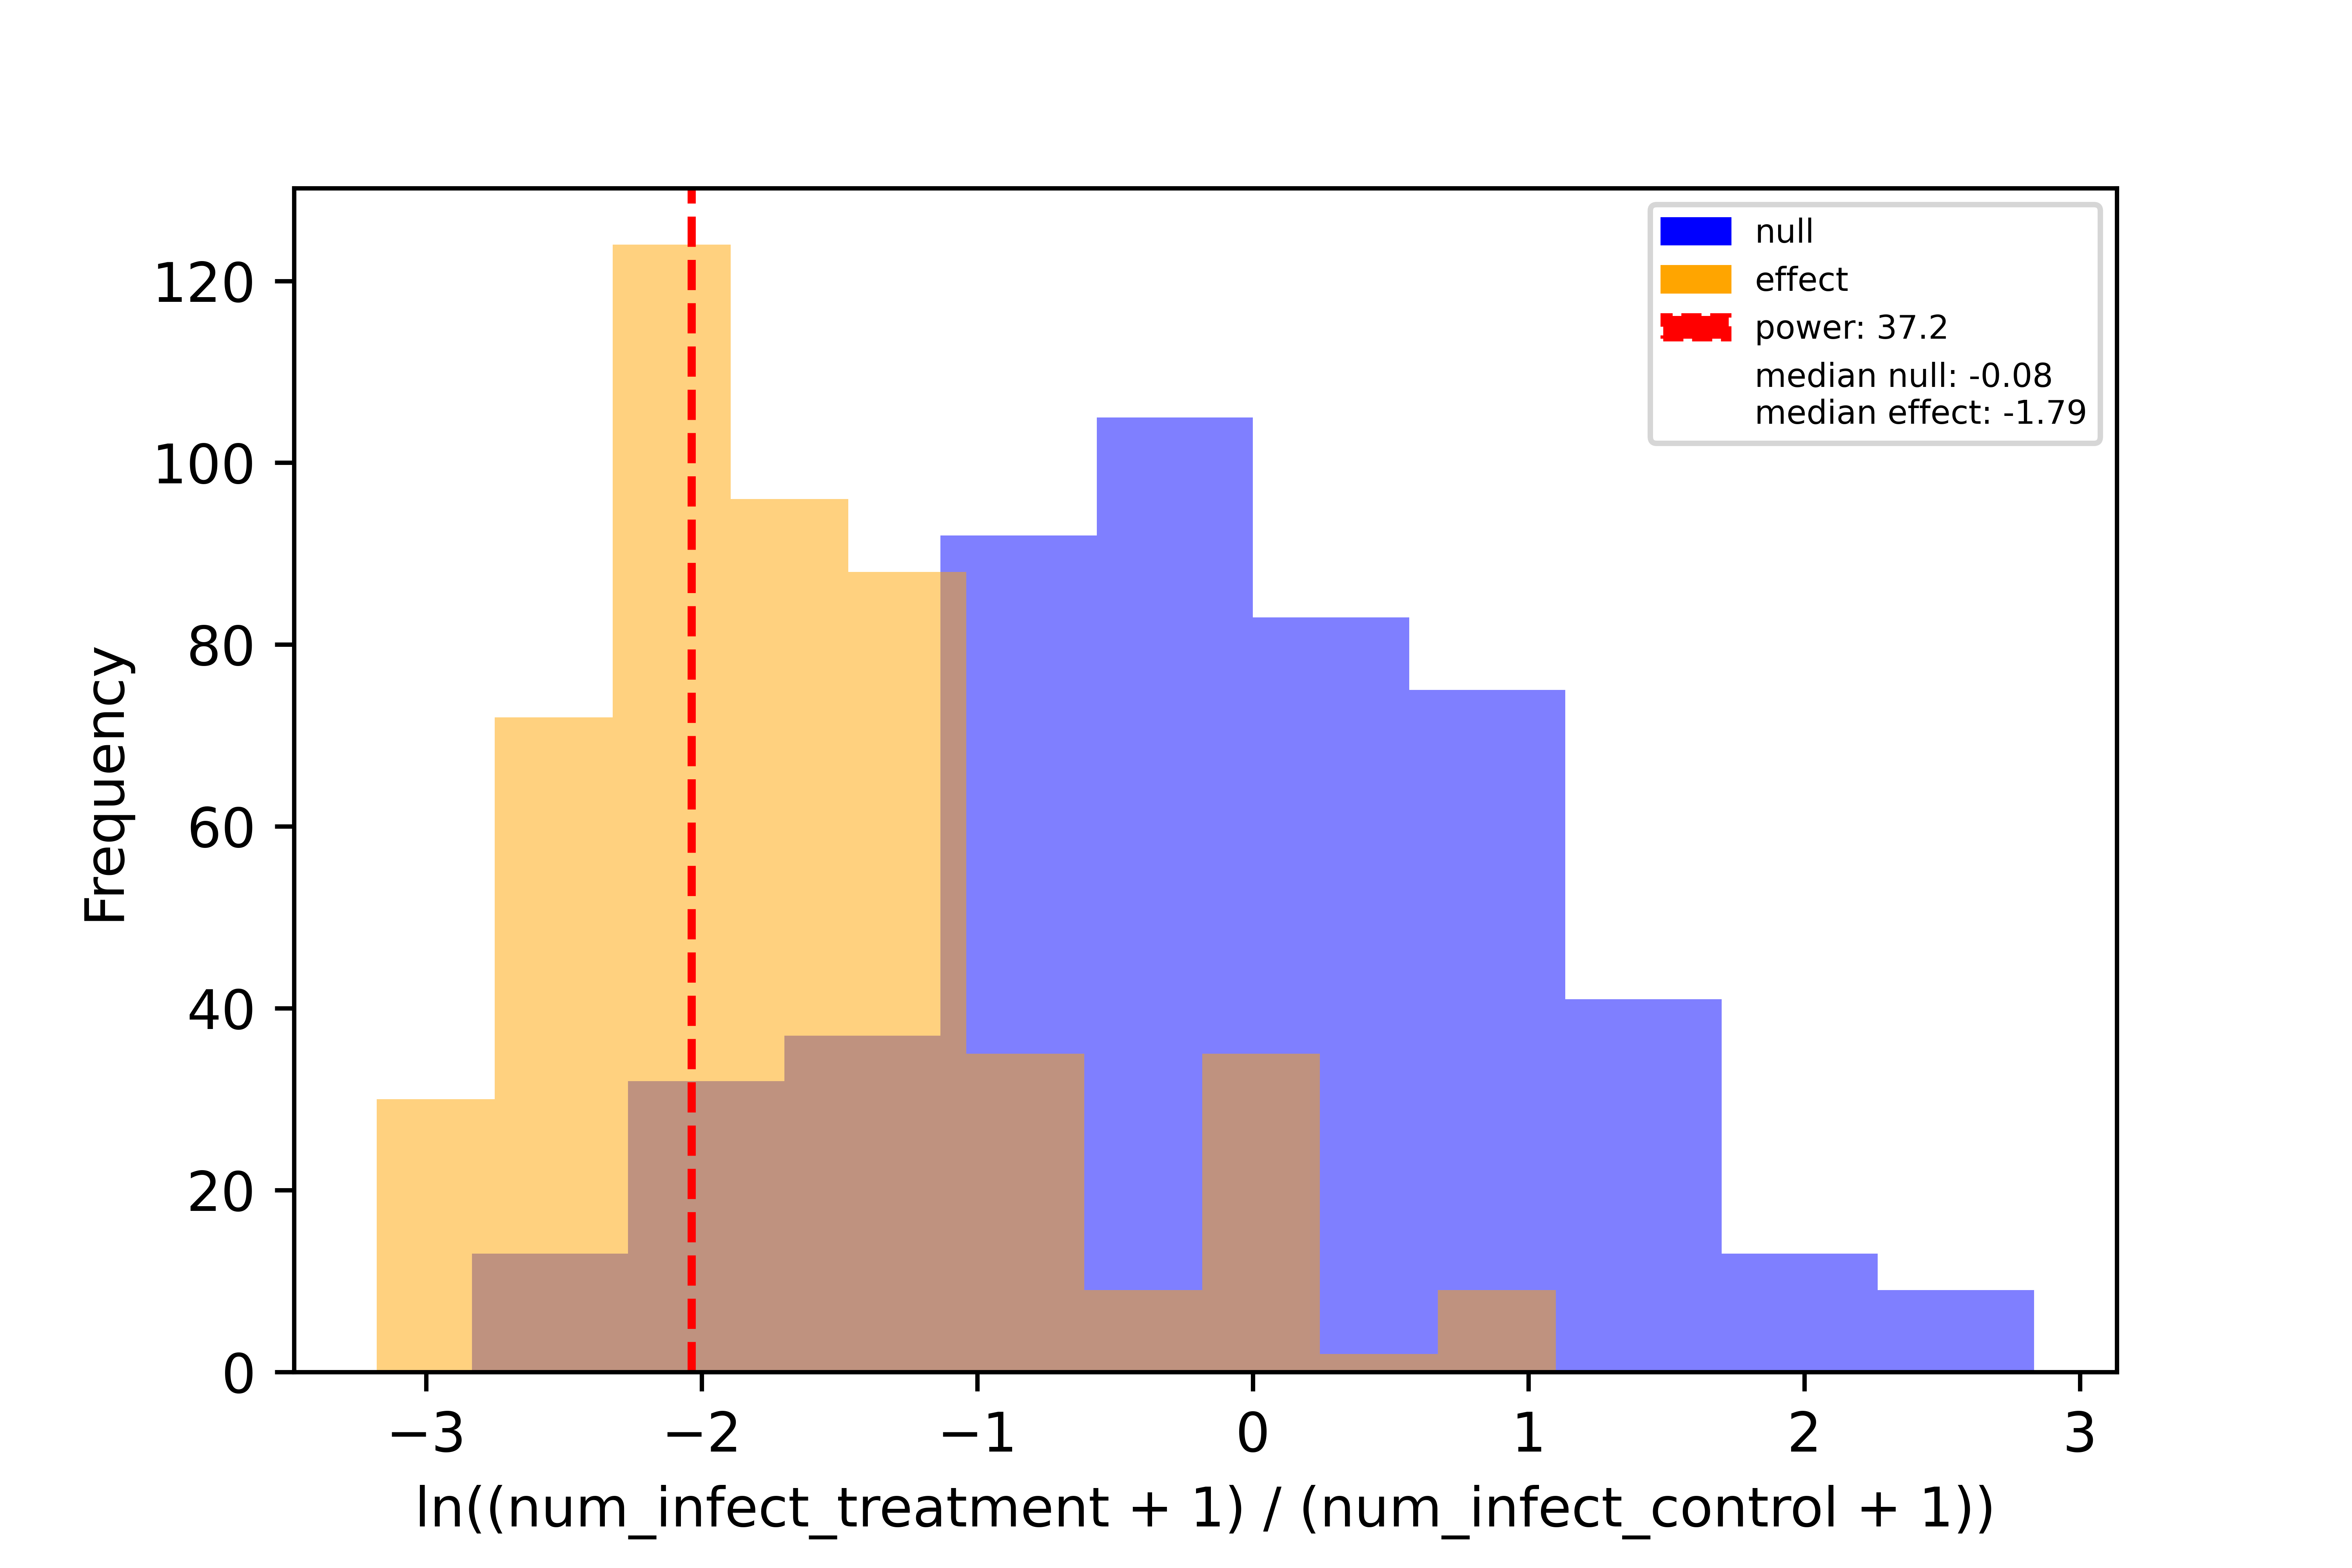 null
effect
power: 37.2
median null: -0.08
median effect: -1.79
120
100
80
60
40
20
0
Frequency
−3 −2 −1 0 1 2 3
ln((num_infect_treatment + 1) / (num_infect_control + 1))